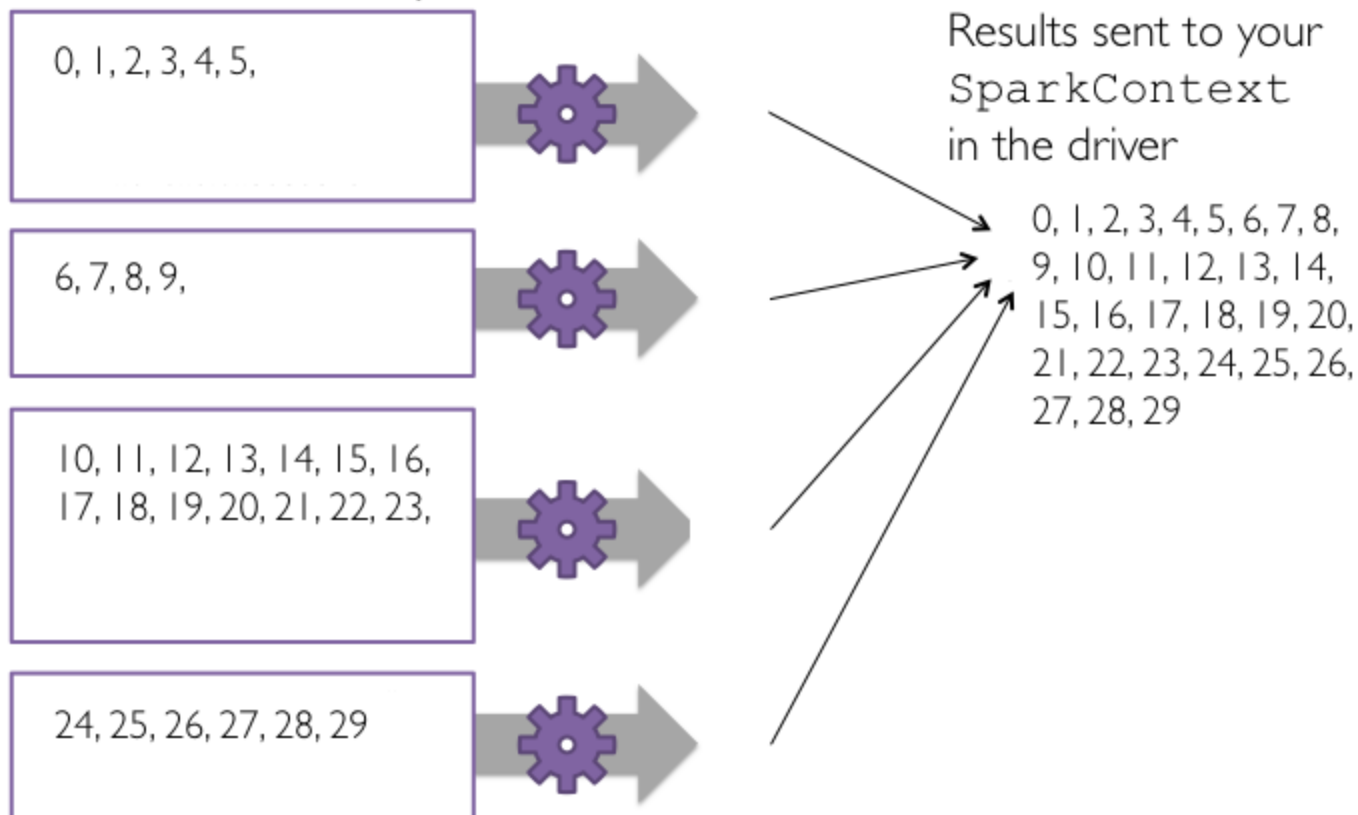 0, 1, 2, 3, 4, 5,
6, 7, 8, 9,
10, 11, 12, 13, 14, 15, 16,
17, 18, 19, 20, 21, 22, 23,
24, 25, 26, 27, 28, 29
Results sent to your
SparkContext
in the driver
0, 1, 2, 3, 4, 5, 6, 7, 8,
9, 10, 11, 12, 13, 14,
15, 16, 17, 18, 19, 20,
21, 22, 23, 24, 25, 26,
27, 28, 29